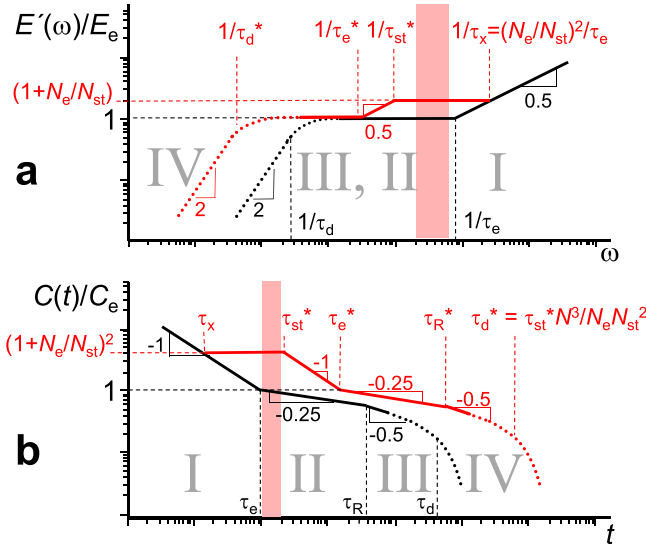 E´(ω)/Ee
1/τd* 1/τe* 1/τst* 1/τx=(Ne/Nst)²/τe
(1+Ne/Nst)
0.5
1
0.5
a
IV III, II I
2 2
1/τd 1/τe
ω
C(t)/Ce
τx τst* τe* τR* τd* = τst*N³/NeNst²
(1+Ne/Nst)²
-1
-1
1
-0.25
-0.5
-0.25
-0.5
b
I II III IV
τe τR τd
t